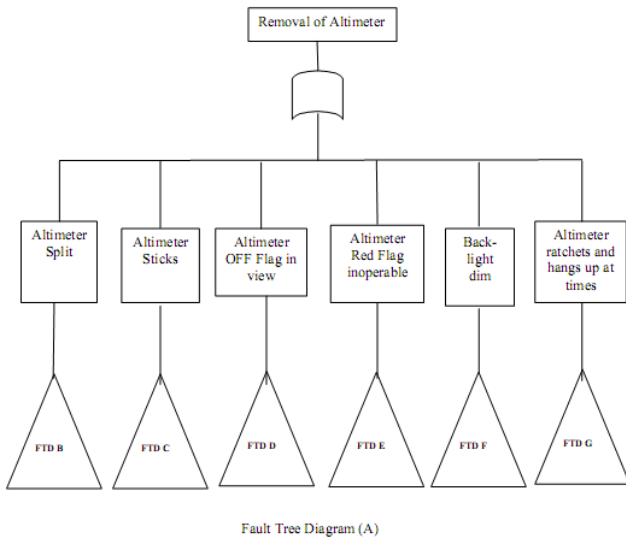 Removal of Altimeter
Altimeter
Split
Altimeter
Sticks
Altimeter
OFF Flag in
view
Altimeter
Red Flag
inoperable
Back-
light
dim
Altimeter
ratchets and
hangs up at
times
FTD B
FTD C
FTD D
FTD E
FTD F
FTD G
Fault Tree Diagram (A)